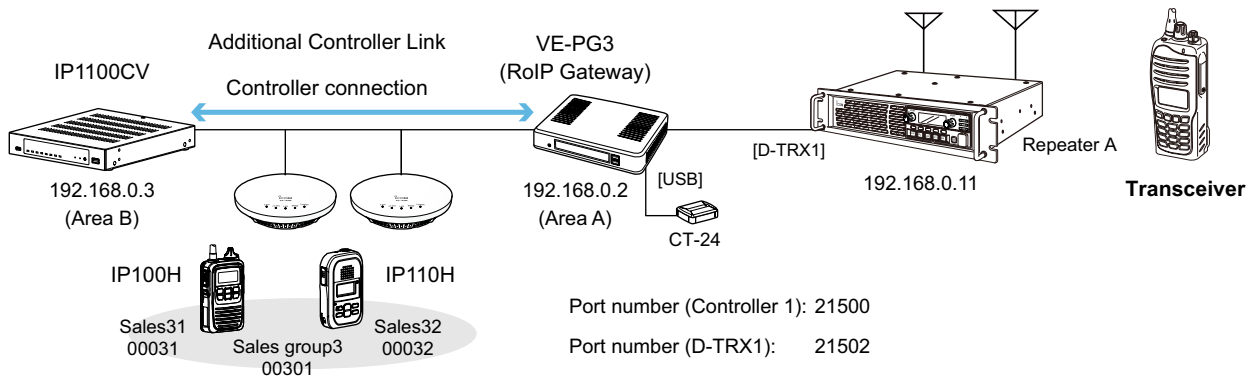 Additional Controller Link
VE-PG3
(RoIP Gateway)
IP1100CV
Controller connection
[D-TRX1]
Repeater A
192.168.0.3
(Area B)
192.168.0.2
(Area A)
[USB]
CT-24
192.168.0.11
Transceiver
IP100H
IP110H
Sales31
00031
Sales group3
00301
Sales32
00032
Port number (Controller 1): 21500
Port number (D-TRX1): 21502